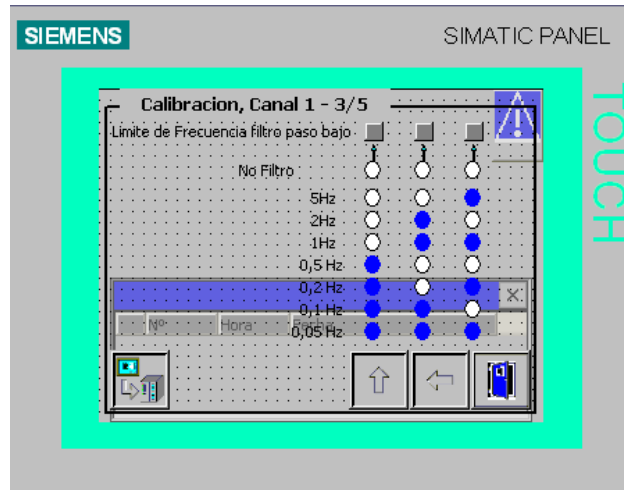 SIEMENS
SIMATIC PANEL
TOUCH
Calibracion, Canal 1 - 3/5
Limite de Frecuencia filtro paso bajo
No Filtro
5Hz
2Hz
1Hz
0,5 Hz
0,2 Hz
0,1 Hz
Nº Hora Fecha
0,05 Hz